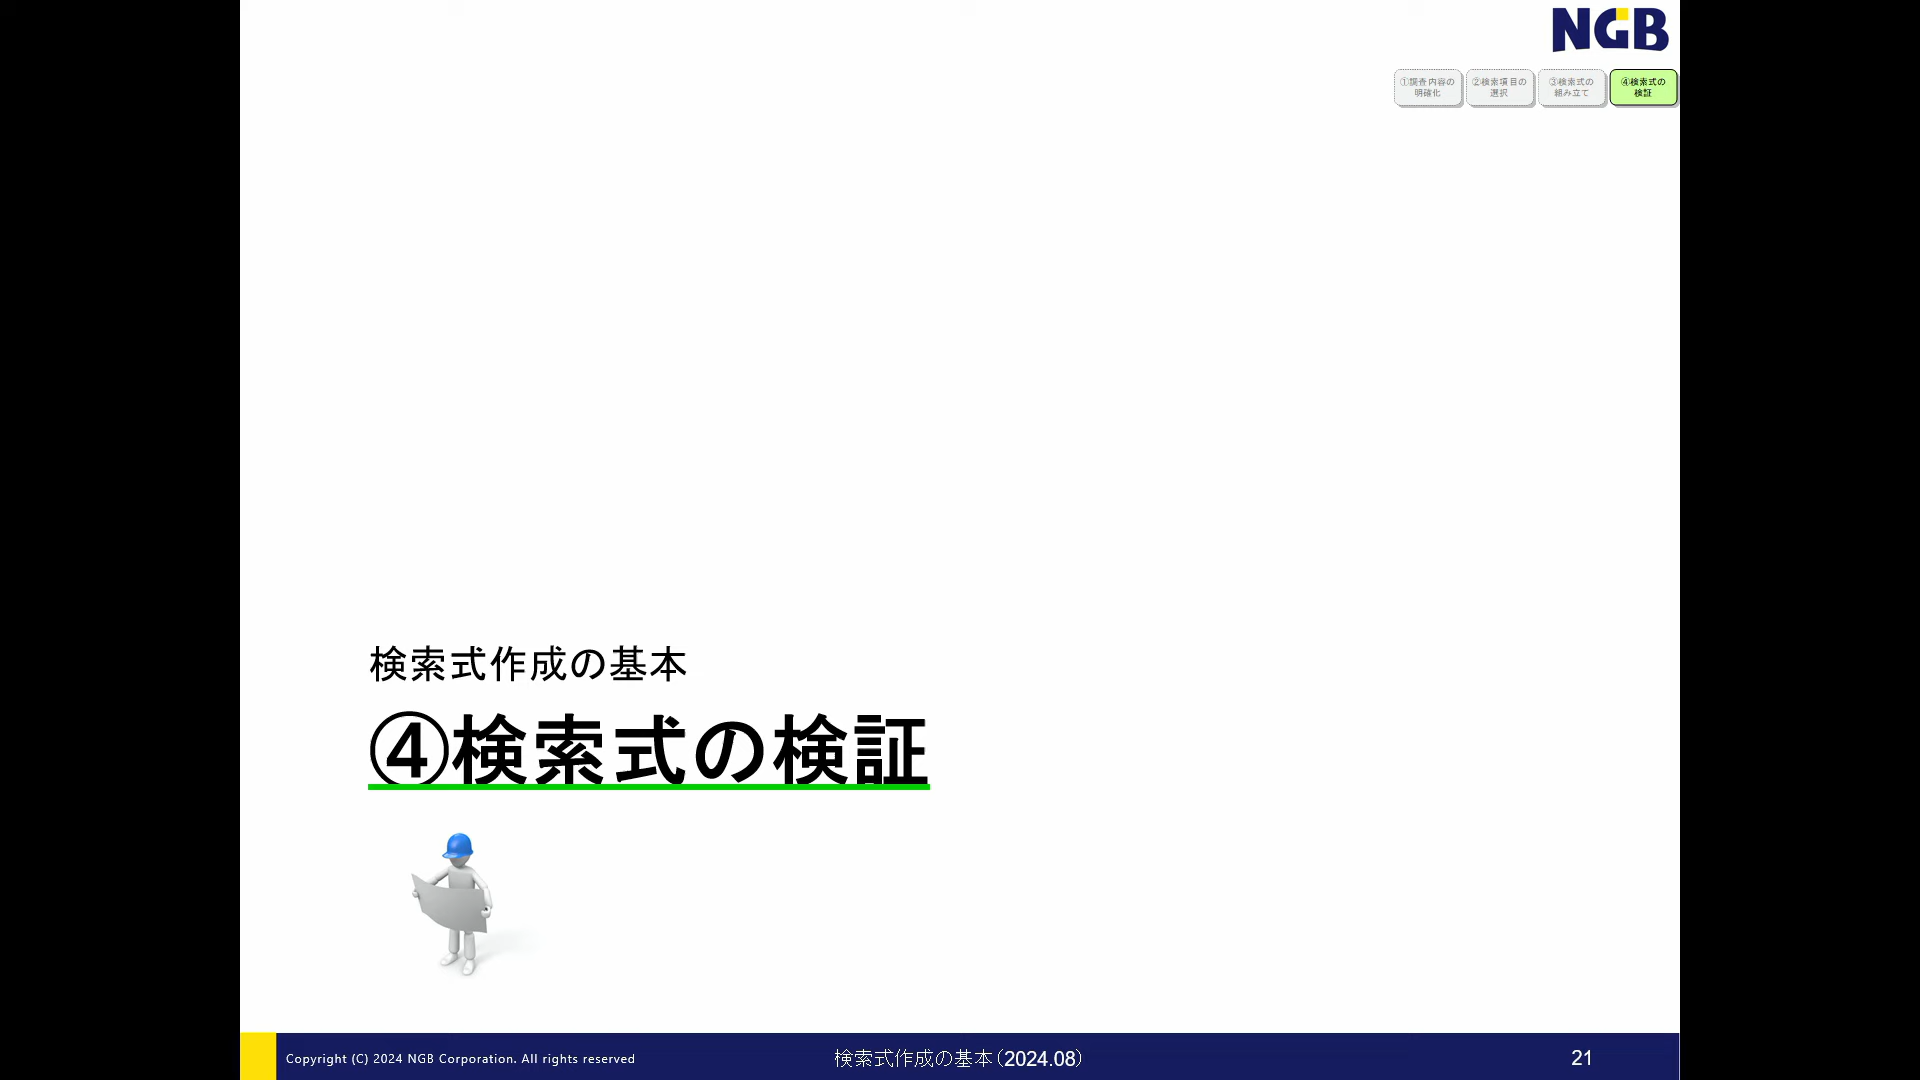 NGB
①調査内容の
明確化
②検索項目の
選択
③検索式の
組み立て
④検索式の
検証
検索式作成の基本
④検索式の検証
Copyright (C) 2024 NGB Corporation. All rights reserved
検索式作成の基本（2024.08）
21